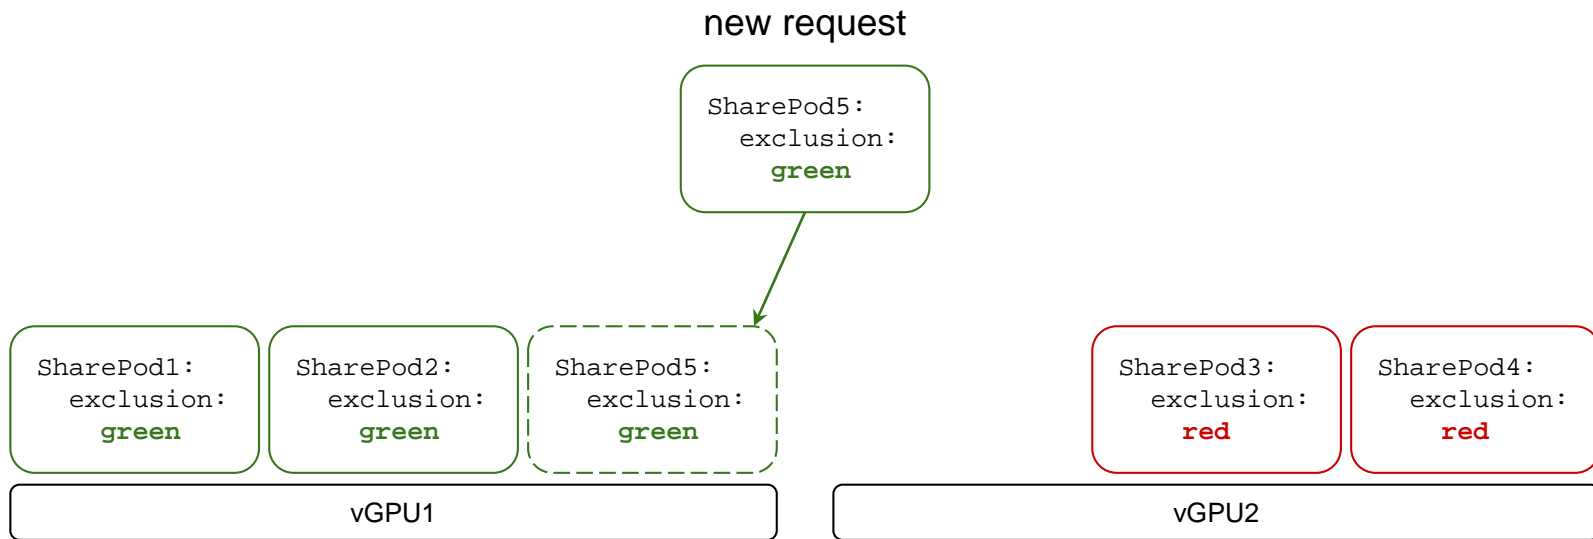 new request
SharePod5:
exclusion:
green
SharePod1:
exclusion:
green
SharePod2:
exclusion:
green
SharePod5:
exclusion:
green
SharePod3:
exclusion:
red
SharePod4:
exclusion:
red
vGPU1
vGPU2